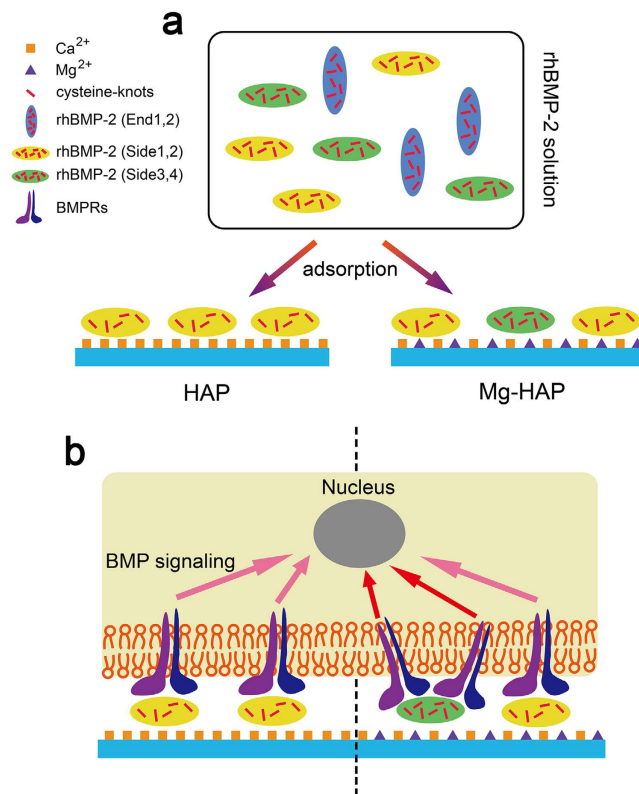 a
Ca2+
Mg2+
cysteine-knots
rhBMP-2 (End1,2)
rhBMP-2 (Side1,2)
rhBMP-2 (Side3,4)
BMPRs
rhBMP-2 solution
adsorption
HAP
Mg-HAP
b
Nucleus
BMP signaling